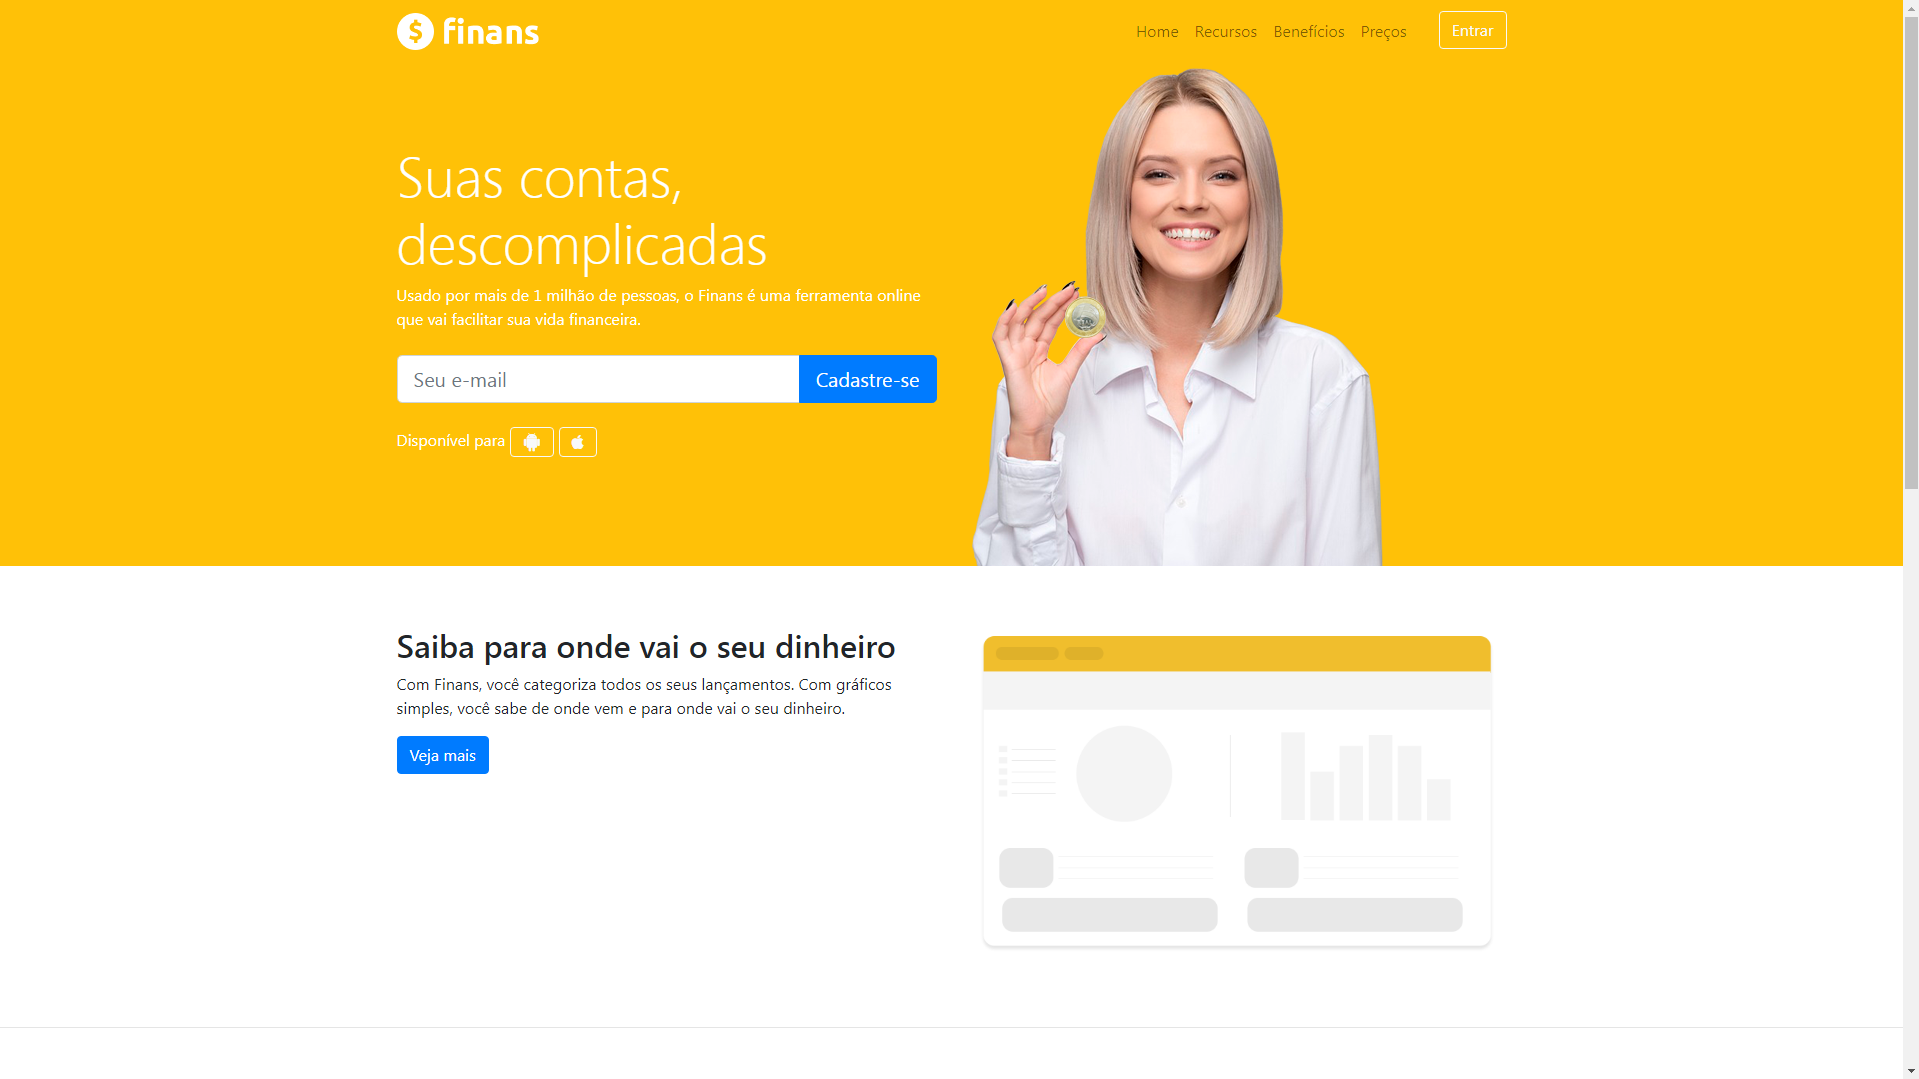 finans
Home Recursos Benefícios Preços Entrar
Suas contas,
descomplicadas
Usado por mais de 1 milhão de pessoas, o Finans é uma ferramenta online
que vai facilitar sua vida financeira.
Seu e-mail Cadastre-se
Disponível para
Saiba para onde vai o seu dinheiro
Com Finans, você categoriza todos os seus lançamentos. Com gráficos
simples, você sabe de onde vem e para onde vai o seu dinheiro.
Veja mais